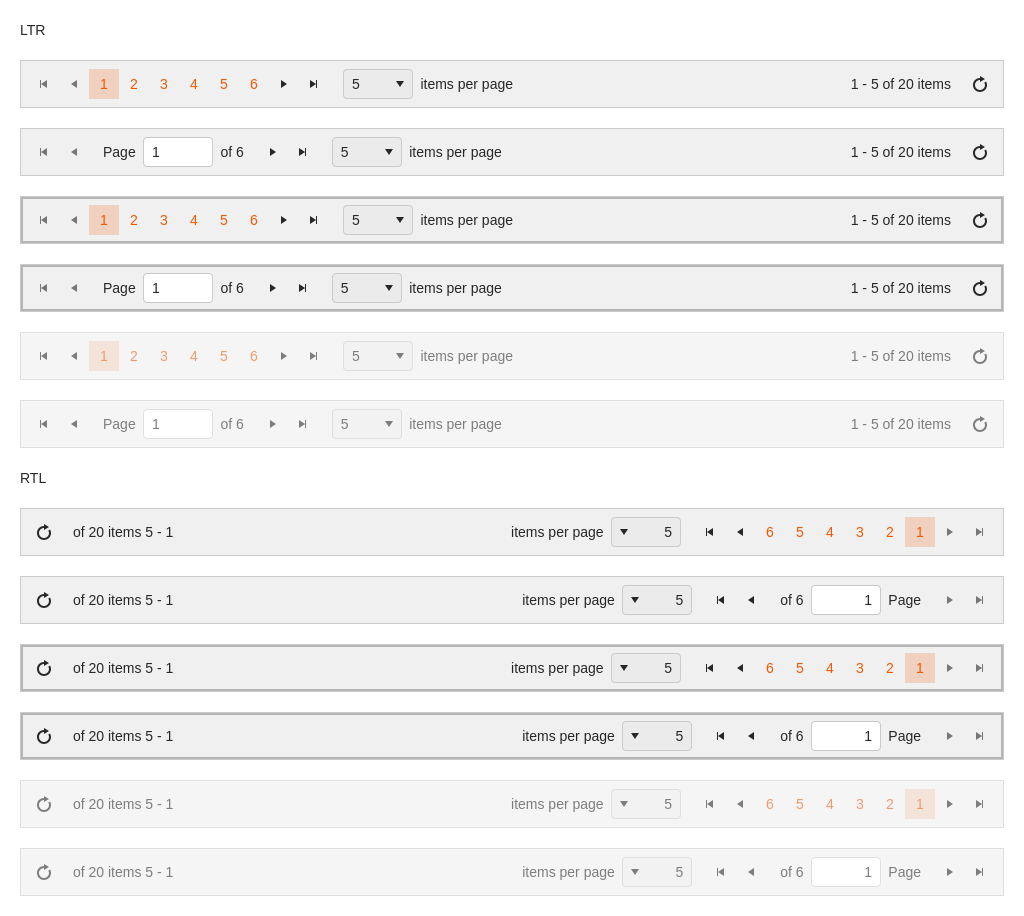 LTR
1 2 3 4 5 6 5 items per page 1 - 5 of 20 items
Page 1 of 6 5 items per page 1 - 5 of 20 items
1 2 3 4 5 6 5 items per page 1 - 5 of 20 items
Page 1 of 6 5 items per page 1 - 5 of 20 items
1 2 3 4 5 6 5 items per page 1 - 5 of 20 items
Page 1 of 6 5 items per page 1 - 5 of 20 items
RTL
of 20 items 5 - 1 items per page 5 6 5 4 3 2 1
of 20 items 5 - 1 items per page 5 of 6 1 Page
of 20 items 5 - 1 items per page 5 6 5 4 3 2 1
of 20 items 5 - 1 items per page 5 of 6 1 Page
of 20 items 5 - 1 items per page 5 6 5 4 3 2 1
of 20 items 5 - 1 items per page 5 of 6 1 Page